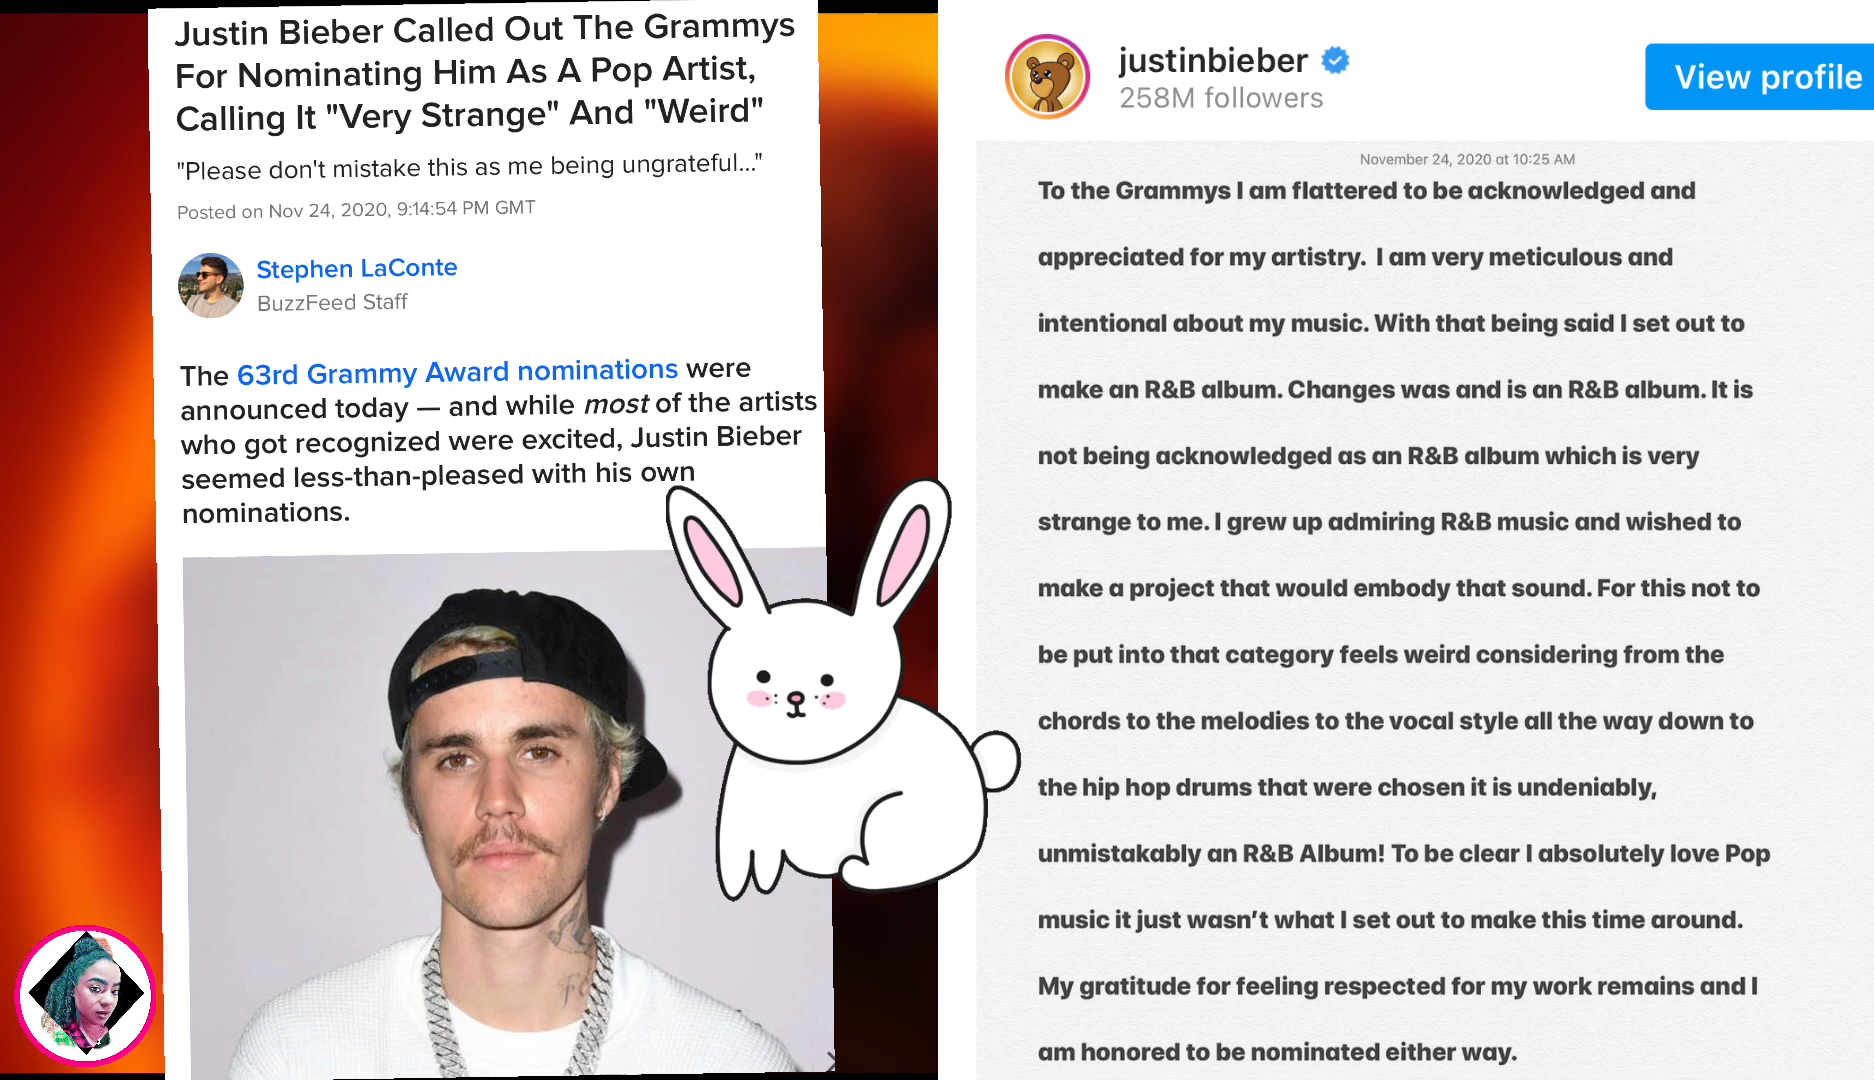 Justin Bieber Called Out The Grammys
For Nominating Him As A Pop Artist,
Calling It "Very Strange" And "Weird"
"Please don't mistake this as me being ungrateful..."
Posted on Nov 24, 2020, 9:14:54 PM GMT
Stephen LaConte
BuzzFeed Staff
The 63rd Grammy Award nominations were
announced today — and while most of the artists
who got recognized were excited, Justin Bieber
seemed less-than-pleased with his own
nominations.
justinbieber
258M followers
View profile
November 24, 2020 at 10:25 AM
To the Grammys I am flattered to be acknowledged and
appreciated for my artistry.  I am very meticulous and
intentional about my music. With that being said I set out to
make an R&B album. Changes was and is an R&B album. It is
not being acknowledged as an R&B album which is very
strange to me. I grew up admiring R&B music and wished to
make a project that would embody that sound. For this not to
be put into that category feels weird considering from the
chords to the melodies to the vocal style all the way down to
the hip hop drums that were chosen it is undeniably,
unmistakably an R&B Album! To be clear I absolutely love Pop
music it just wasn't what I set out to make this time around.
My gratitude for feeling respected for my work remains and I
am honored to be nominated either way.